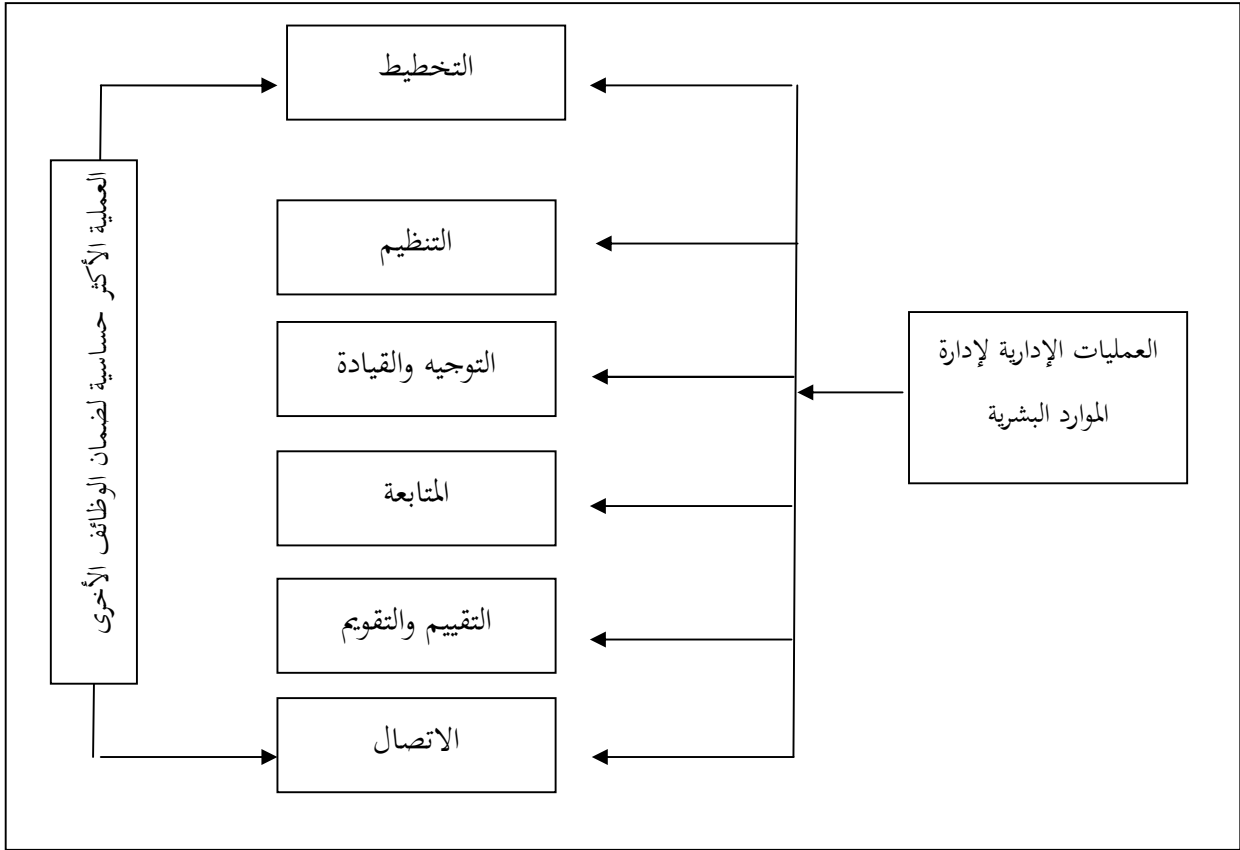 التخطيط
التنظيم
التوجيه والقيادة
المتابعة
التقييم والتقويم
الاتصال
العمليات الإدارية لإدارة
الموارد البشرية
العملية الأكثر حساسية لضمان الوظائف الأخرى